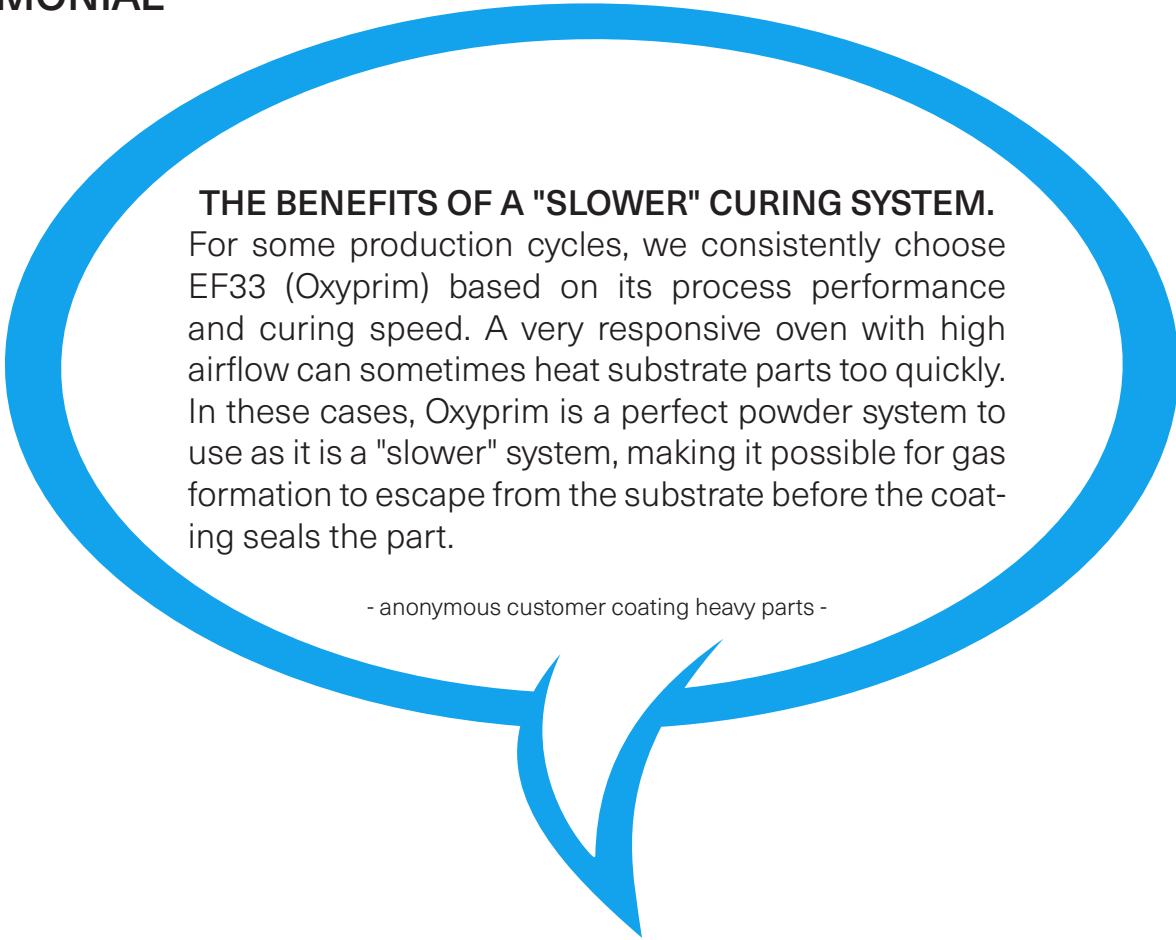 MONIAL
THE BENEFITS OF A "SLOWER" CURING SYSTEM.
For some production cycles, we consistently choose
EF33 (Oxyprim) based on its process performance
and curing speed. A very responsive oven with high
airflow can sometimes heat substrate parts too quickly.
In these cases, Oxyprim is a perfect powder system to
use as it is a "slower" system, making it possible for gas
formation to escape from the substrate before the coat-
ing seals the part.
- anonymous customer coating heavy parts -